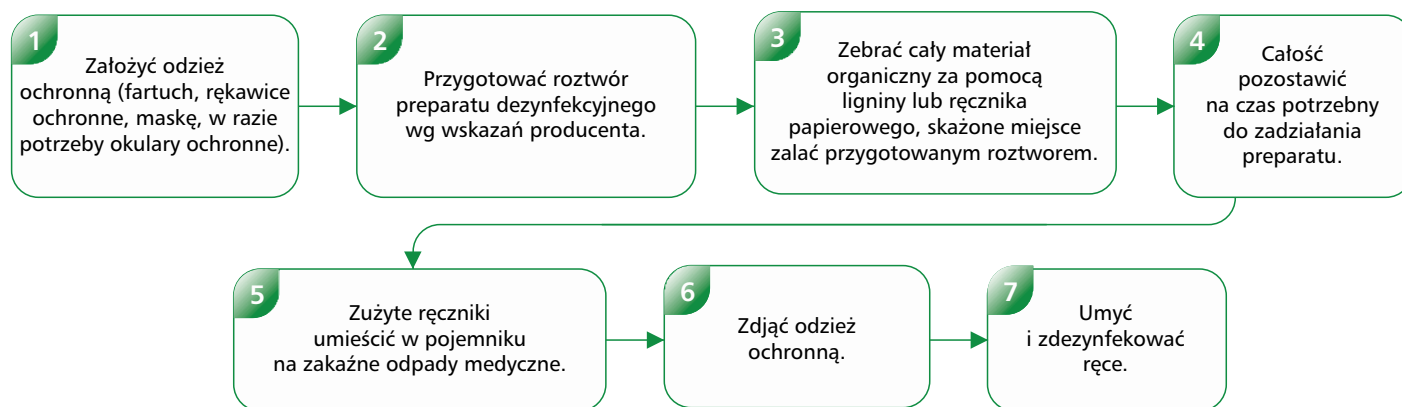 1
Założyć odzież
ochronną (fartuch, rękawice
ochronne, maskę, w razie
potrzeby okulary ochronne).
2
Przygotować roztwór
preparatu dezynfekcyjnego
wg wskazań producenta.
3
Zebrać cały materiał
organiczny za pomocą
ligniny lub ręcznika
papierowego, skażone miejsce
zalać przygotowanym roztworem.
4
Całość
pozostawić
na czas potrzebny
do zadziałania
preparatu.
5
Zużyte ręczniki
umieścić w pojemniku
na zakaźne odpady medyczne.
6
Zdjąć odzież
ochronną.
7
Umyć
i zdezynfekować
ręce.